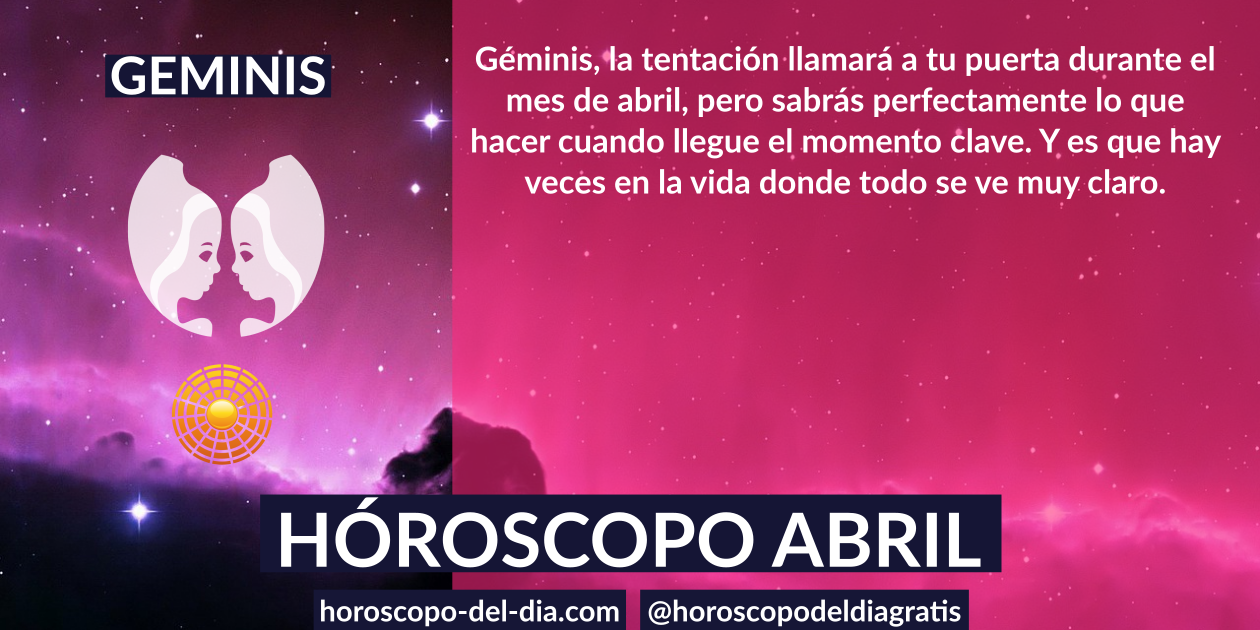 GEMINIS
Géminis, la tentación llamará a tu puerta durante el
mes de abril, pero sabrás perfectamente lo que
hacer cuando llegue el momento clave. Y es que hay
veces en la vida donde todo se ve muy claro.
HÓROSCOPO ABRIL
horoscopo-del-dia.com
@horoscopodeldiagratis